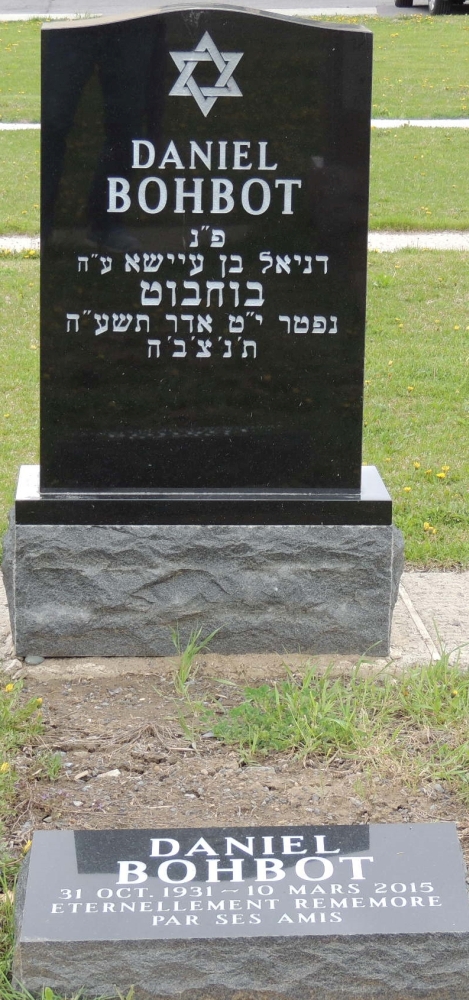 DANIEL
BOHBOT
פ״נ
דניאל בן עיישא ע״ה
בוחבוט
נפטר י״ט אדר תשע״ה
ת׳נ׳צ׳ב׳ה
DANIEL
BOHBOT
31 OCT. 1931 ~ 10 MARS 2015
ETERNELLEMENT REMEMORE
PAR SES AMIS